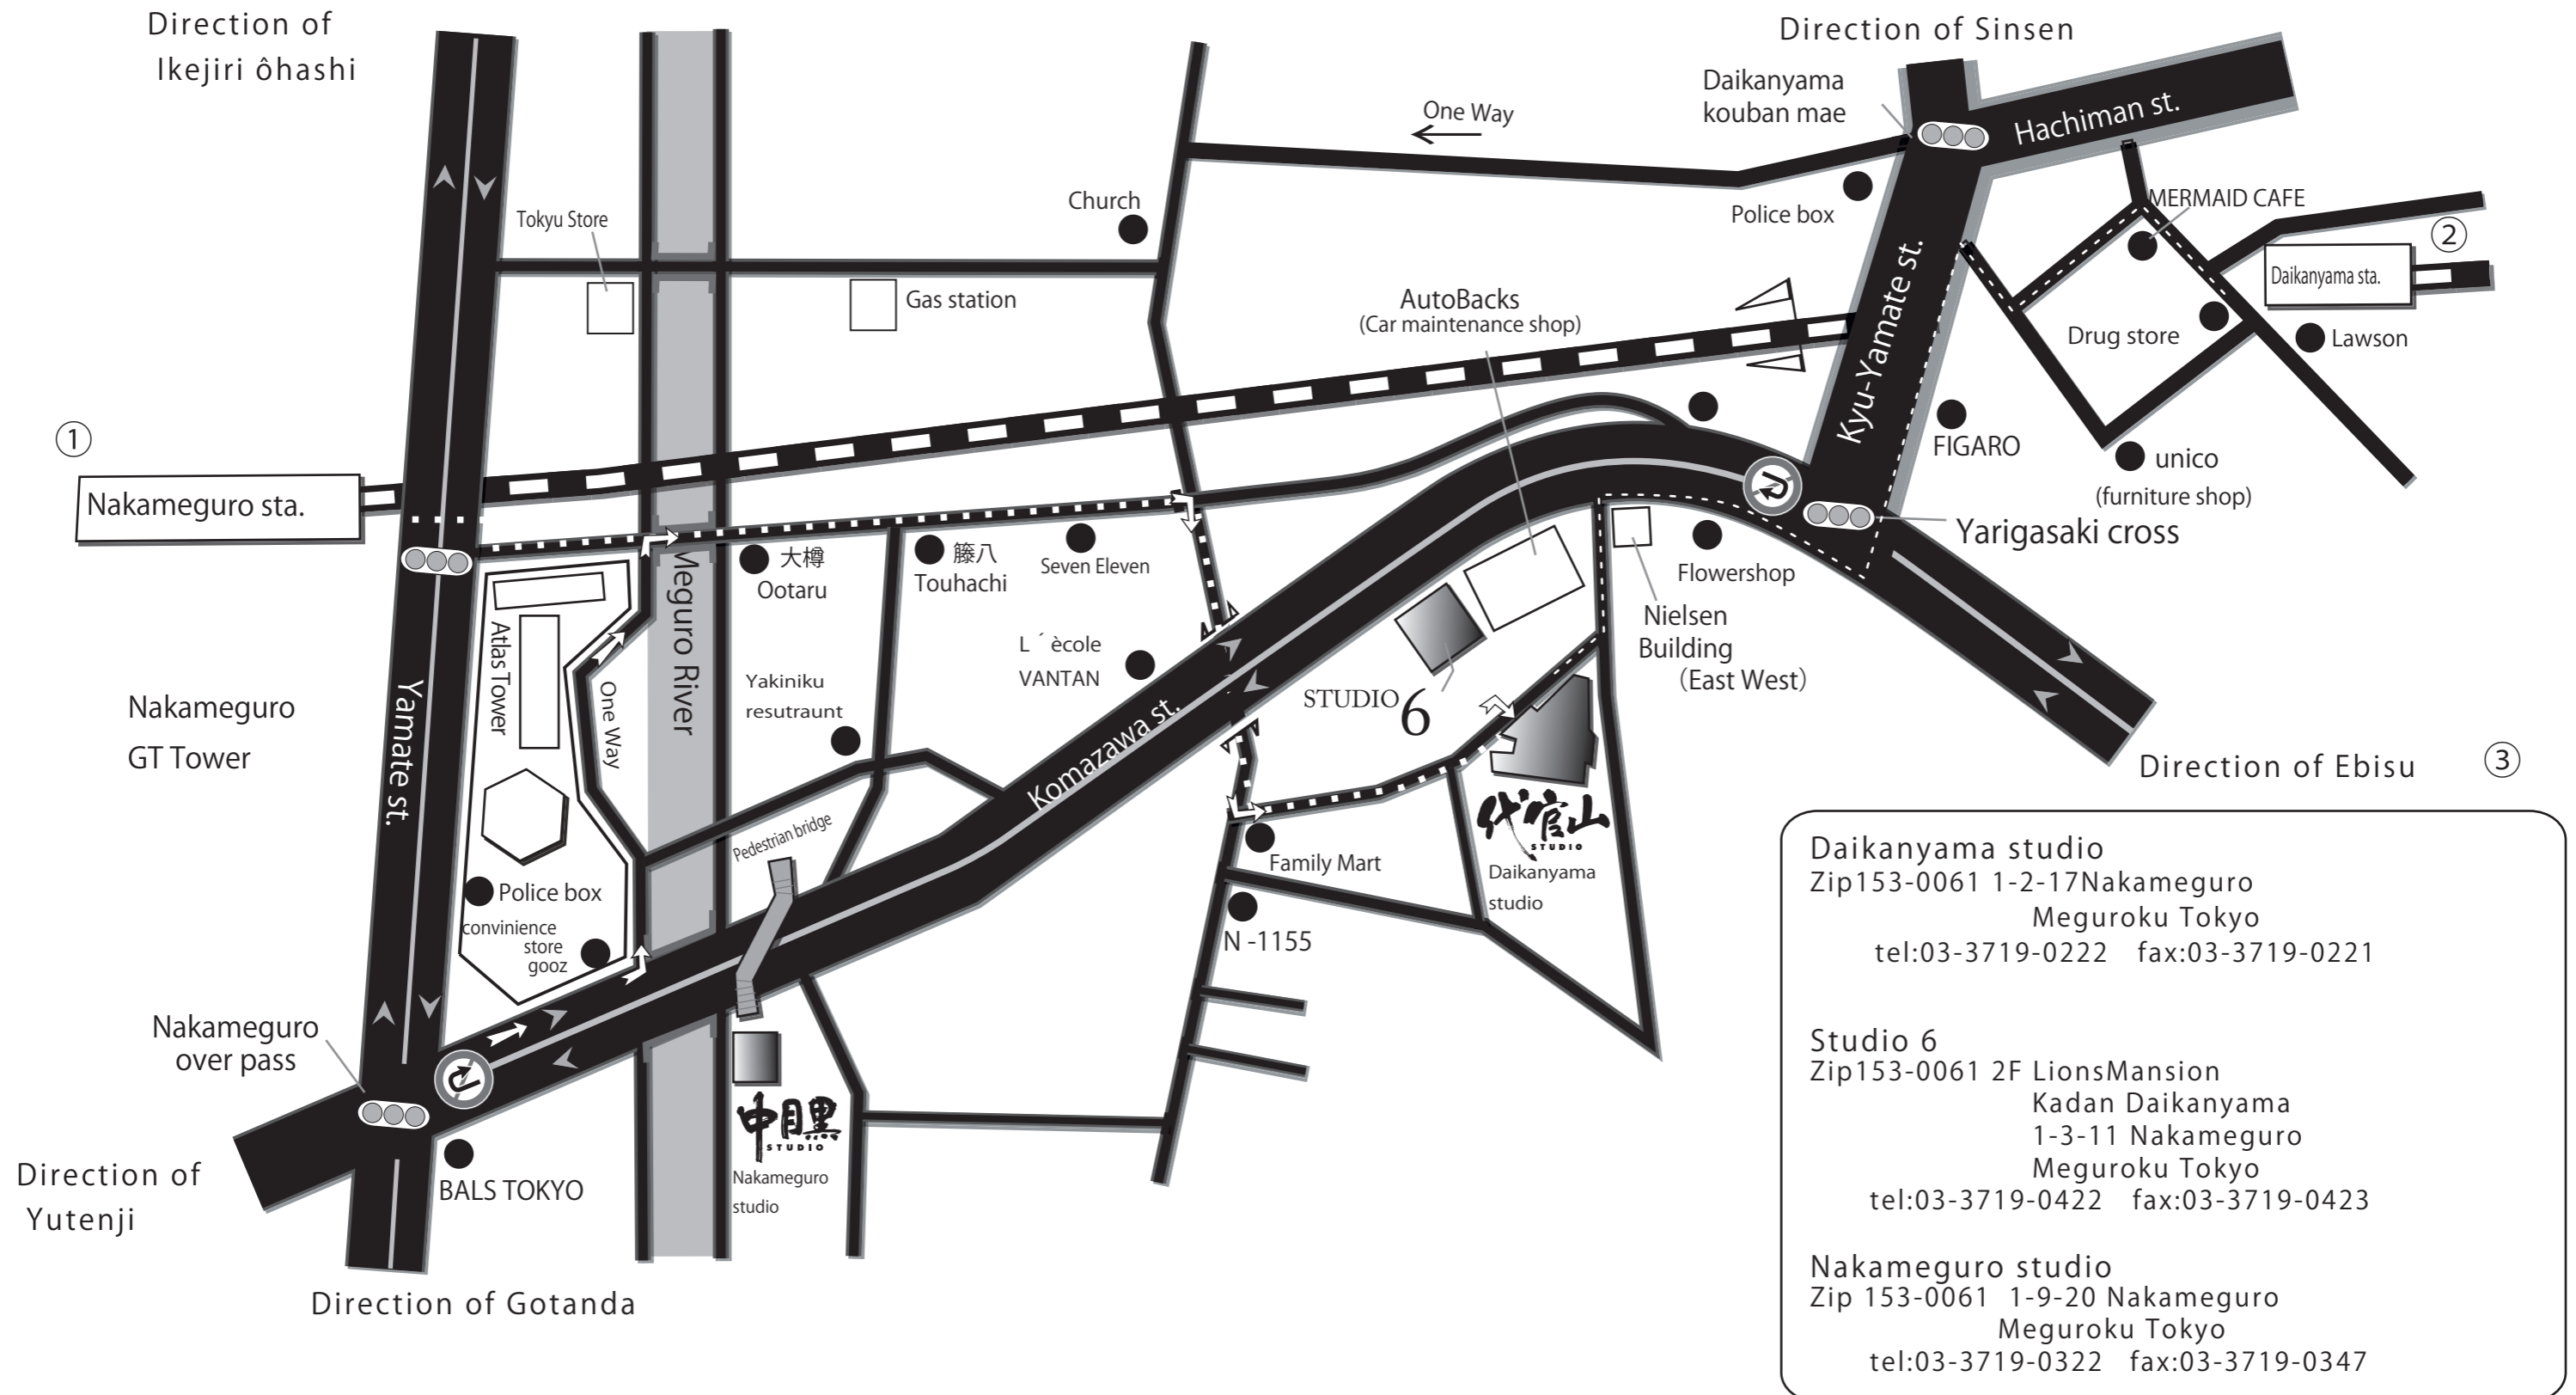 Direction of
Ikejiri ôhashi
Direction of Sinsen
Daikanyama
kouban mae
Hachiman st.
One Way
Church
Police box
MERMAID CAFE
Tokyu Store
②
Daikanyama sta.
Gas station
AutoBacks
(Car maintenance shop)
Kyu-Yamate st.
Drug store
Lawson
①
Nakameguro sta.
FIGARO
unico
(furniture shop)
Yarigasaki cross
大樽
Ootaru
籐八
Touhachi
Seven Eleven
Flowershop
Meguro River
Atlas Tower
One Way
Yamate st.
Nakameguro
GT Tower
Yakiniku
resutraunt
L´ècole
VANTAN
Nielsen
Building
(East West)
STUDIO 6
Komazawa st.
Direction of Ebisu
③
Pedestrian bridge
代官山
STUDIO
Daikanyama
studio
Family Mart
N -1155
Police box
convinience
store
gooz
Nakameguro
over pass
中目黒
STUDIO
Nakameguro
studio
BALS TOKYO
Direction of
Yutenji
Direction of Gotanda
Daikanyama studio
Zip153-0061 1-2-17Nakameguro
Meguroku Tokyo
tel:03-3719-0222 fax:03-3719-0221
Studio 6
Zip153-0061 2F LionsMansion
Kadan Daikanyama
1-3-11 Nakameguro
Meguroku Tokyo
tel:03-3719-0422 fax:03-3719-0423
Nakameguro studio
Zip 153-0061 1-9-20 Nakameguro
Meguroku Tokyo
tel:03-3719-0322 fax:03-3719-0347